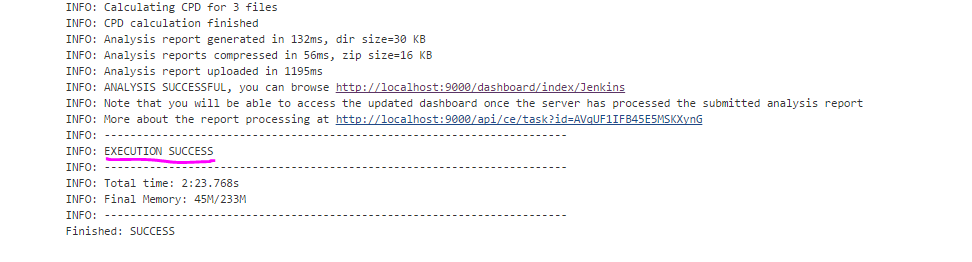 INFO: Calculating CPD for 3 files
INFO: CPD calculation finished
INFO: Analysis report generated in 132ms, dir size=30 KB
INFO: Analysis reports compressed in 56ms, zip size=16 KB
INFO: Analysis report uploaded in 1195ms
INFO: ANALYSIS SUCCESSFUL, you can browse http://localhost:9000/dashboard/index/Jenkins
INFO: Note that you will be able to access the updated dashboard once the server has processed the submitted analysis report
INFO: More about the report processing at http://localhost:9000/api/ce/task?id=AVqUF1IFB45E5MSKXynG
INFO: ------------------------------------------------------------------------
INFO: EXECUTION SUCCESS
INFO: ------------------------------------------------------------------------
INFO: Total time: 2:23.768s
INFO: Final Memory: 45M/233M
INFO: ------------------------------------------------------------------------
Finished: SUCCESS